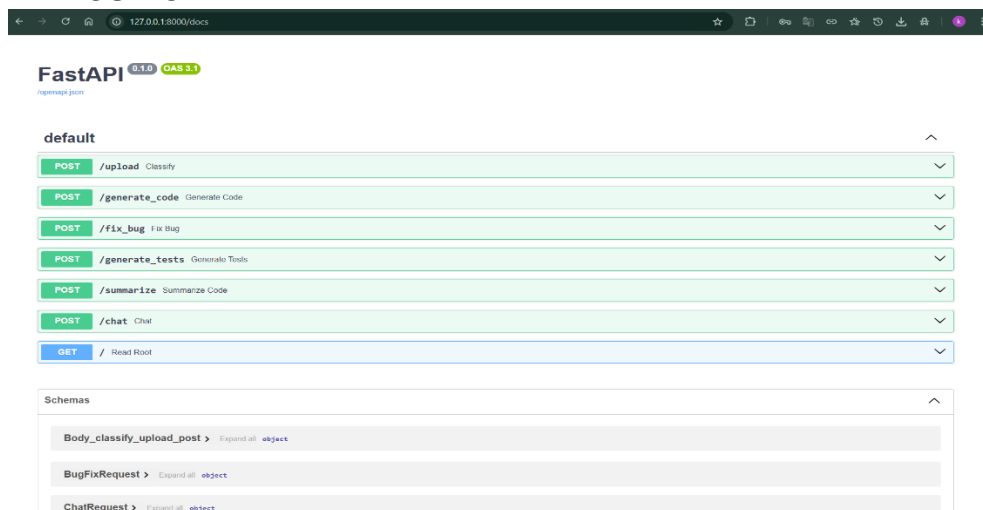 127.0.0.1:8000/docs
FastAPI 0.1.0 OAS 3.1
/openapi.json
default
POST /upload Classify
POST /generate_code Generate Code
POST /fix_bug Fix Bug
POST /generate_tests Generate Tests
POST /summarize Summarize Code
POST /chat Chat
GET / Read Root
Schemas
Body_classify_upload_post Expand all object
BugFixRequest Expand all object
ChatRequest Expand all object